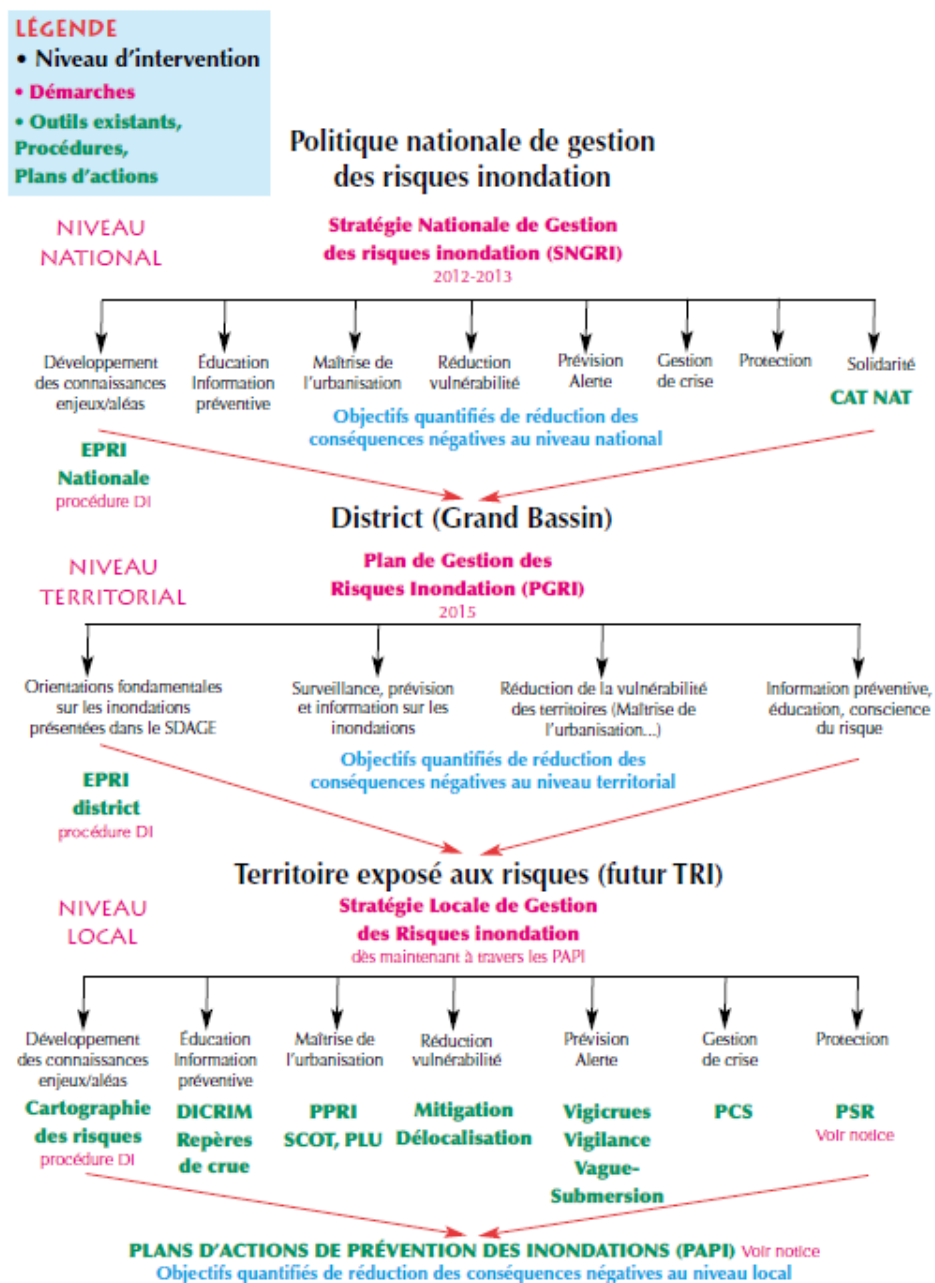 LÉGENDE
• Niveau d'intervention
• Démarches
• Outils existants,
Procédures,
Plans d'actions
Politique nationale de gestion
des risques inondation
NIVEAU
NATIONAL
Stratégie Nationale de Gestion
des risques inondation (SNGRI)
2012-2013
Développement
des connaissances
enjeux/aléas
Éducation
Information
préventive
Maîtrise de
l'urbanisation
Réduction
vulnérabilité
Prévision
Alerte
Gestion
de crise
Protection
Solidarité
CAT NAT
Objectifs quantifiés de réduction des
conséquences négatives au niveau national
EPRI
Nationale
procédure DI
District (Grand Bassin)
NIVEAU
TERRITORIAL
Plan de Gestion des
Risques Inondation (PGRI)
2015
Orientations fondamentales
sur les inondations
présentées dans le SDAGE
Surveillance, prévision
et information sur les
inondations
Réduction de la vulnérabilité
des territoires (Maîtrise de
l'urbanisation...)
Information préventive,
éducation, conscience
du risque
Objectifs quantifiés de réduction des
conséquences négatives au niveau territorial
EPRI
district
procédure DI
Territoire exposé aux risques (futur TRI)
NIVEAU
LOCAL
Stratégie Locale de Gestion
des Risques inondation
dès maintenant à travers les PAPI
Développement
des connaissances
enjeux/aléas
Cartographie
des risques
procédure DI
Éducation
Information
préventive
DICRIM
Repères
de crue
Maîtrise de
l'urbanisation
PPRI
SCOT, PLU
Réduction
vulnérabilité
Mitigation
Délocalisation
Prévision
Alerte
Vigicrues
Vigilance
Vague-
Submersion
Gestion
de crise
PCS
Protection
PSR
Voir notice
PLANS D'ACTIONS DE PRÉVENTION DES INONDATIONS (PAPI) Voir notice
Objectifs quantifiés de réduction des conséquences négatives au niveau local